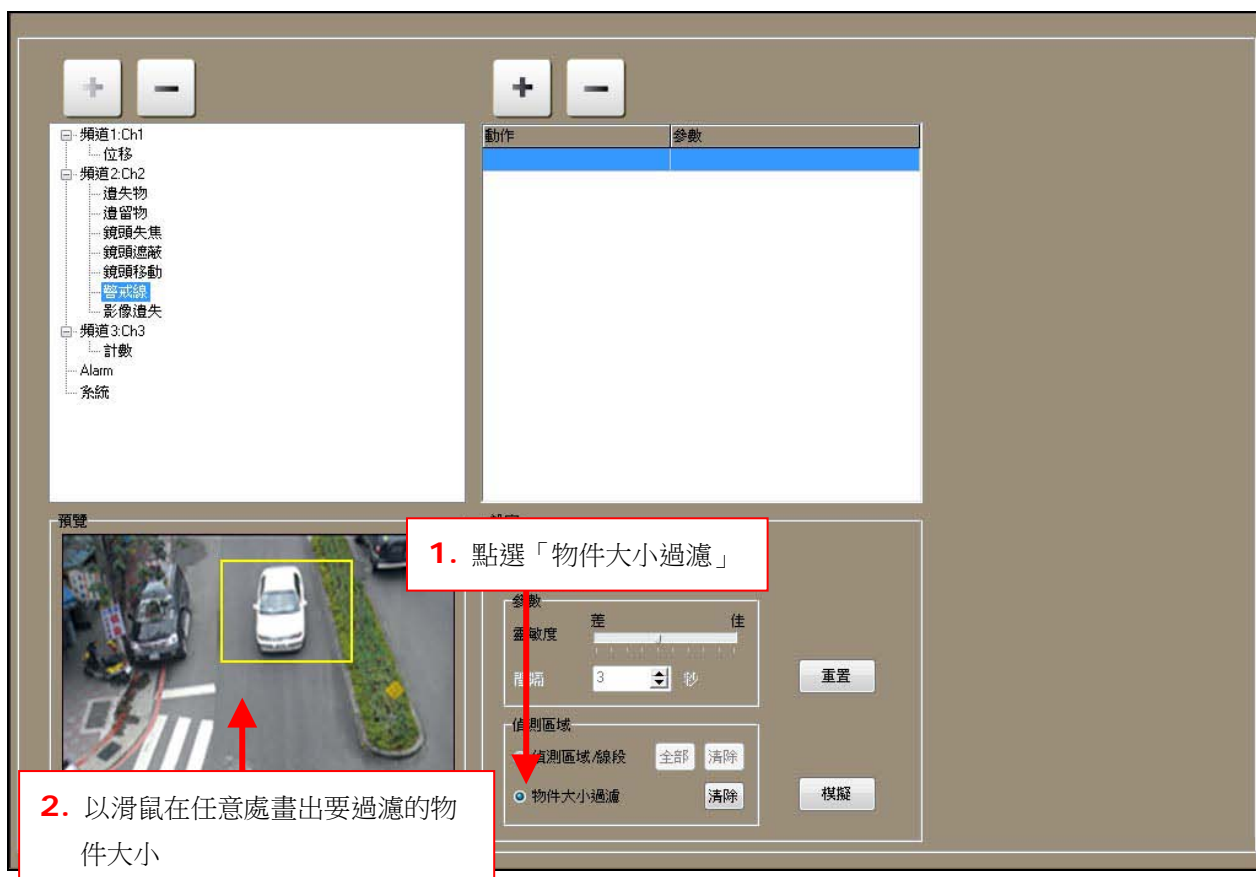 頻道1:Ch1
位移
頻道2:Ch2
遺失物
遺留物
鏡頭失焦
鏡頭遮蔽
鏡頭移動
警戒線
影像遺失
頻道3:Ch3
計數
Alarm
系統
動作 參數
預覽
1. 點選「物件大小過濾」
參數
靈敏度 差 佳
間隔 3 秒
重置
偵測區域
偵測區域/線段 全部 清除
物件大小過濾 清除
模擬
2. 以滑鼠在任意處畫出要過濾的物
件大小